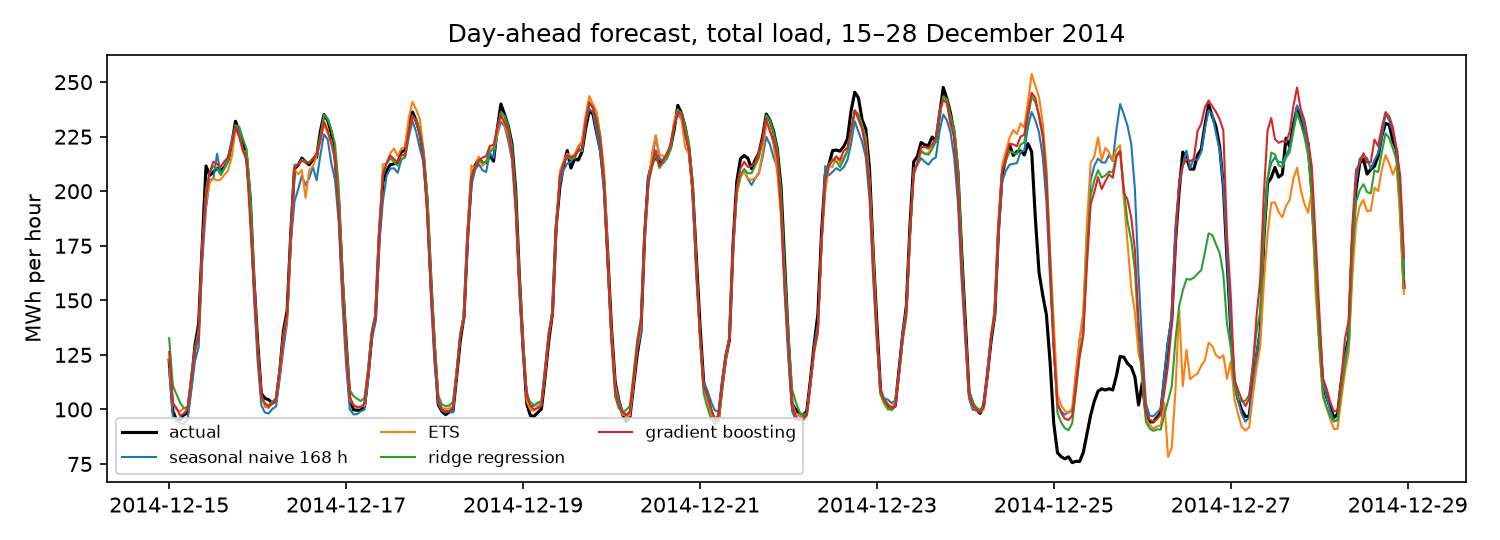 Day-ahead forecast, total load, 15–28 December 2014
MWh per hour
250
225
200
175
150
125
100
75
actual
seasonal naive 168 h
ETS
ridge regression
gradient boosting
2014-12-15
2014-12-17
2014-12-19
2014-12-21
2014-12-23
2014-12-25
2014-12-27
2014-12-29